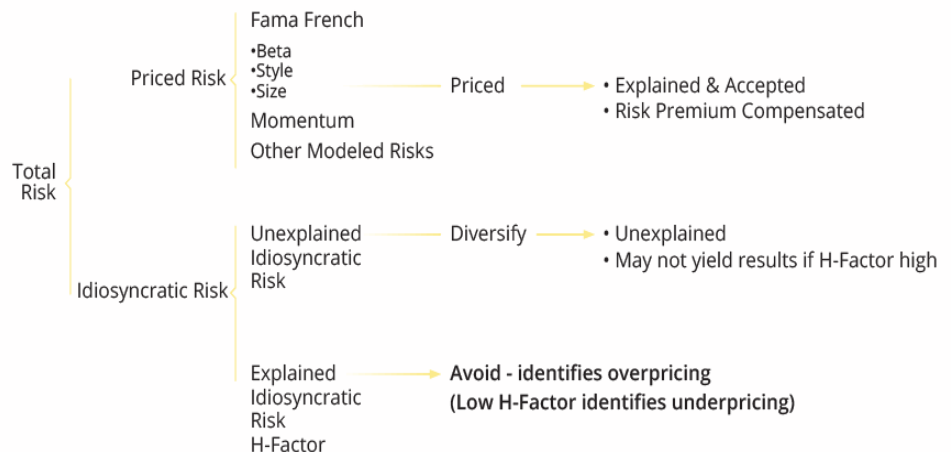 Fama French
•Beta
•Style
•Size
Momentum
Other Modeled Risks
Priced Risk
Priced
• Explained & Accepted
• Risk Premium Compensated
Total
Risk
Idiosyncratic Risk
Unexplained
Idiosyncratic
Risk
Diversify
• Unexplained
• May not yield results if H-Factor high
Explained
Idiosyncratic
Risk
H-Factor
Avoid - identifies overpricing
(Low H-Factor identifies underpricing)